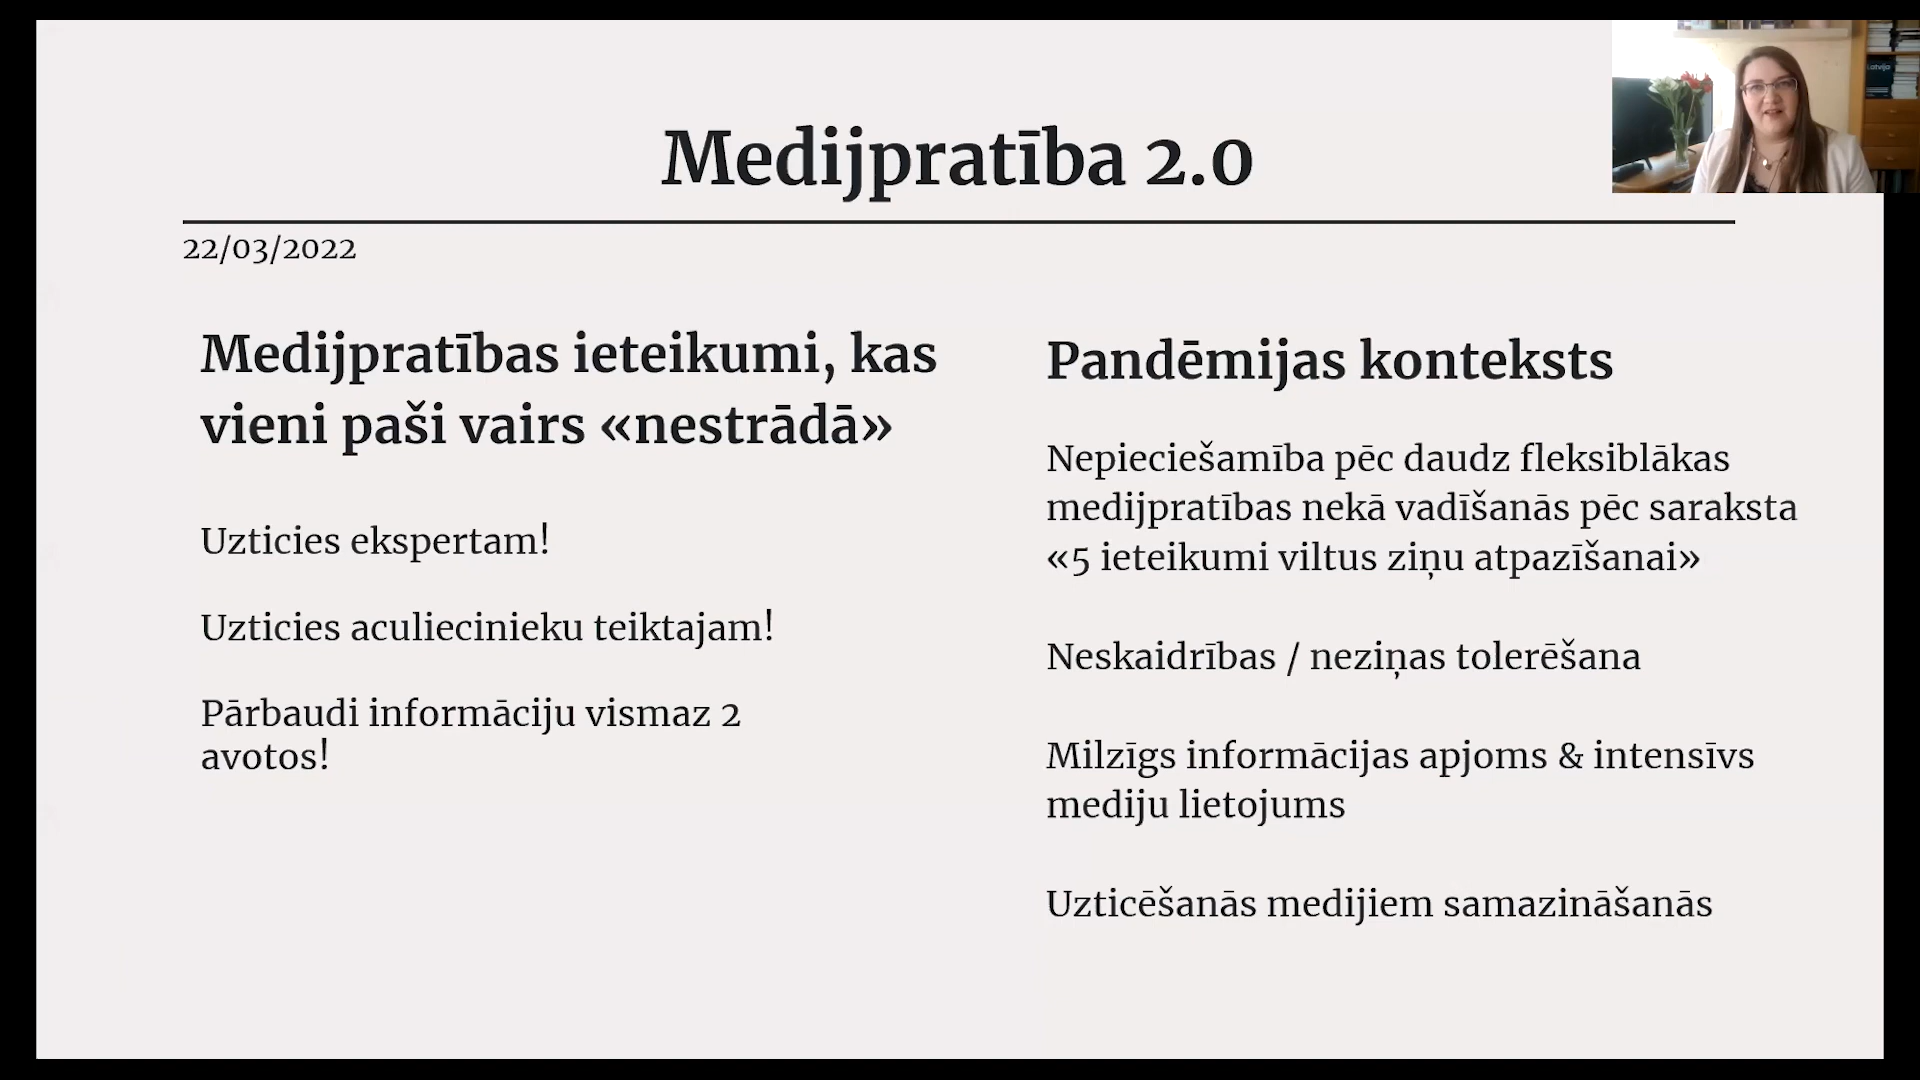 Medijpratība 2.0
22/03/2022
Medijpratības ieteikumi, kas
vieni paši vairs «nestrādā»
Uzticies ekspertam!
Uzticies aculiecinieku teiktajam!
Pārbaudi informāciju vismaz 2
avotos!
Pandēmijas konteksts
Nepieciešamība pēc daudz fleksiblākas
medijpratības nekā vadīšanās pēc saraksta
«5 ieteikumi viltus ziņu atpazīšanai»
Neskaidrības / neziņas tolerēšana
Milzīgs informācijas apjoms & intensīvs
mediju lietojums
Uzticēšanās medijiem samazināšanās
Latvija